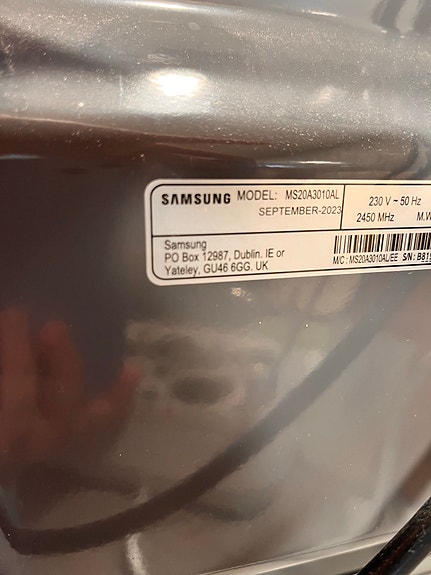 SAMSUNG MODEL: MS20A3010AL
SEPTEMBER-2023
230 V ~ 50 Hz
2450 MHz M.W
Samsung
PO Box 12987, Dublin. IE or
Yateley, GU46 6GG. UK
M/C : MS20A3010AL/EE S/N : B815